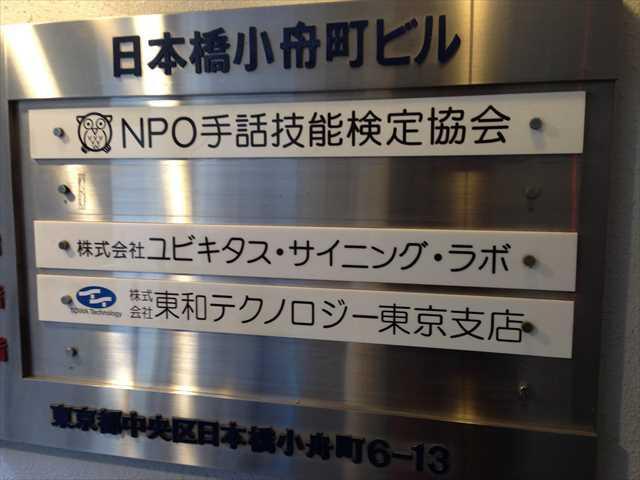 日本橋小舟町ビル
NPO手話技能検定協会
株式会社ユビキタス・サイニング・ラボ
TOWA Technology
株式会社 東和テクノロジー東京支店
東京都中央区日本橋小舟町6-13